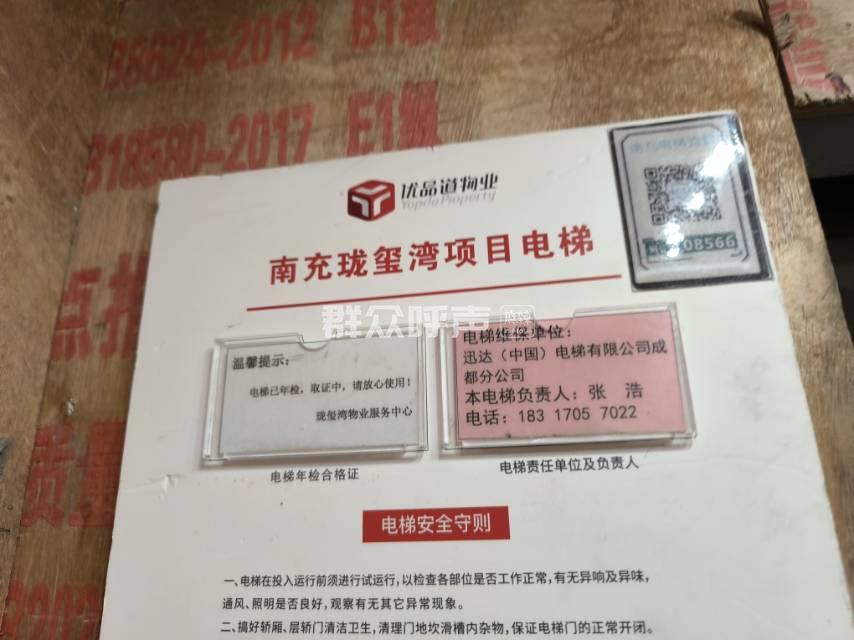 B8624-2012 B1级
B18580-2017 E1级
点
质量
优品道物业
Yopdo Property
南充珑玺湾项目电梯
南充电梯
08566
群众呼声
温馨提示：
电梯已年检，取证中，请放心使用！
珑玺湾物业服务中心
电梯年检合格证
电梯维保单位：
迅达（中国）电梯有限公司成
都分公司
本电梯负责人：张 浩
电话：183 1705 7022
电梯责任单位及负责人
电梯安全守则
一、电梯在投入运行前须进行试运行，以检查各部位是否工作正常，有无异响及异味，
通风、照明是否良好，观察有无其它异常现象。
二、搞好轿厢、层轿门清洁卫生，清理门地坎滑槽内杂物，保证电梯门的正常开闭。